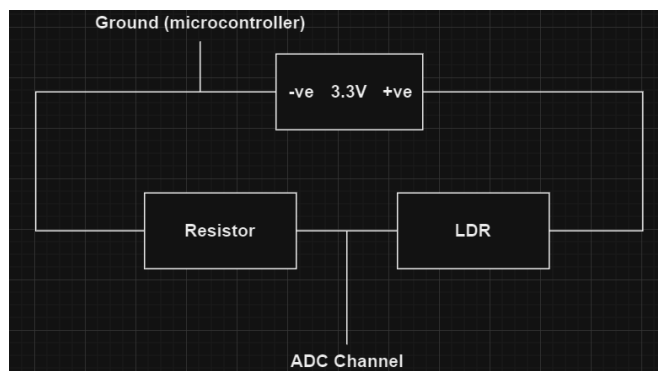 Ground (microcontroller)
-ve 3.3V +ve
Resistor
LDR
ADC Channel